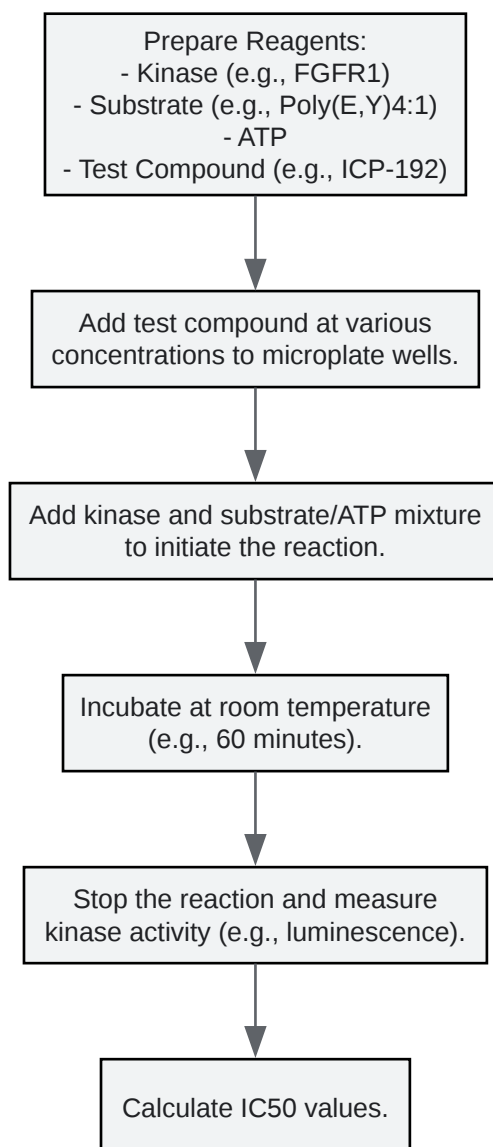 Prepare Reagents:
- Kinase (e.g., FGFR1)
- Substrate (e.g., Poly(E,Y)4:1)
- ATP
- Test Compound (e.g., ICP-192)
Add test compound at various
concentrations to microplate wells.
Add kinase and substrate/ATP mixture
to initiate the reaction.
Incubate at room temperature
(e.g., 60 minutes).
Stop the reaction and measure
kinase activity (e.g., luminescence).
Calculate IC50 values.